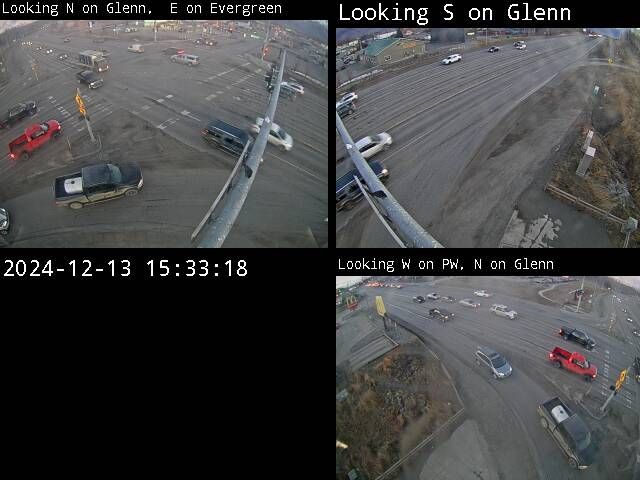 Looking N on Glenn,  E on Evergreen
Looking S on Glenn
2024-12-13 15:33:18
Looking W on PW, N on Glenn